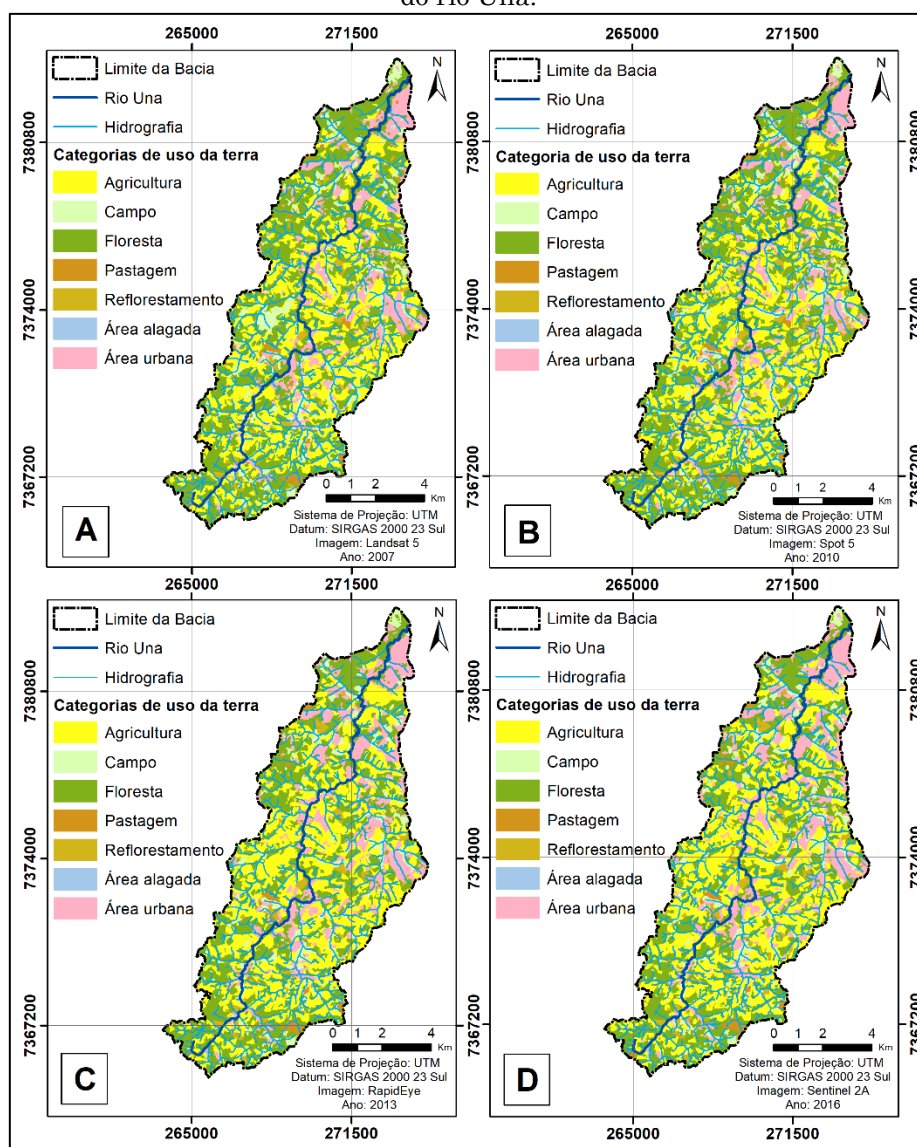 do rio Una.
265000 271500
N
Limite da Bacia
Rio Una
Hidrografia
Categorias de uso da terra
Agricultura
Campo
Floresta
Pastagem
Reflorestamento
Área alagada
Área urbana
7380800
7374000
7367200
0 1 2 4
Km
Sistema de Projeção: UTM
Datum: SIRGAS 2000 23 Sul
Imagem: Landsat 5
Ano: 2007
A
265000 271500
N
Limite da Bacia
Rio Una
Hidrografia
Categoria de uso da terra
Agricultura
Campo
Floresta
Pastagem
Reflorestamento
Área alagada
Área urbana
7380800
7374000
7367200
0 1 2 4
Km
Sistema de Projeção: UTM
Datum: SIRGAS 2000 23 Sul
Imagem: Spot 5
Ano: 2010
B
N
Limite da Bacia
Rio Una
Hidrografia
Categorias de uso da terra
Agricultura
Campo
Floresta
Pastagem
Reflorestamento
Área alagada
Área urbana
7380800
7374000
7367200
0 1 2 4
Km
Sistema de Projeção: UTM
Datum: SIRGAS 2000 23 Sul
Imagem: RapidEye
Ano: 2013
C
265000 271500
N
Limite da Bacia
Rio Una
Hidrografia
Categorias de uso da terra
Agricultura
Campo
Floresta
Pastagem
Reflorestamento
Área alagada
Área urbana
7380800
7374000
7367200
0 1 2 4
Km
Sistema de Projeção: UTM
Datum: SIRGAS 2000 23 Sul
Imagem: Sentinel 2A
Ano: 2016
D
265000 271500